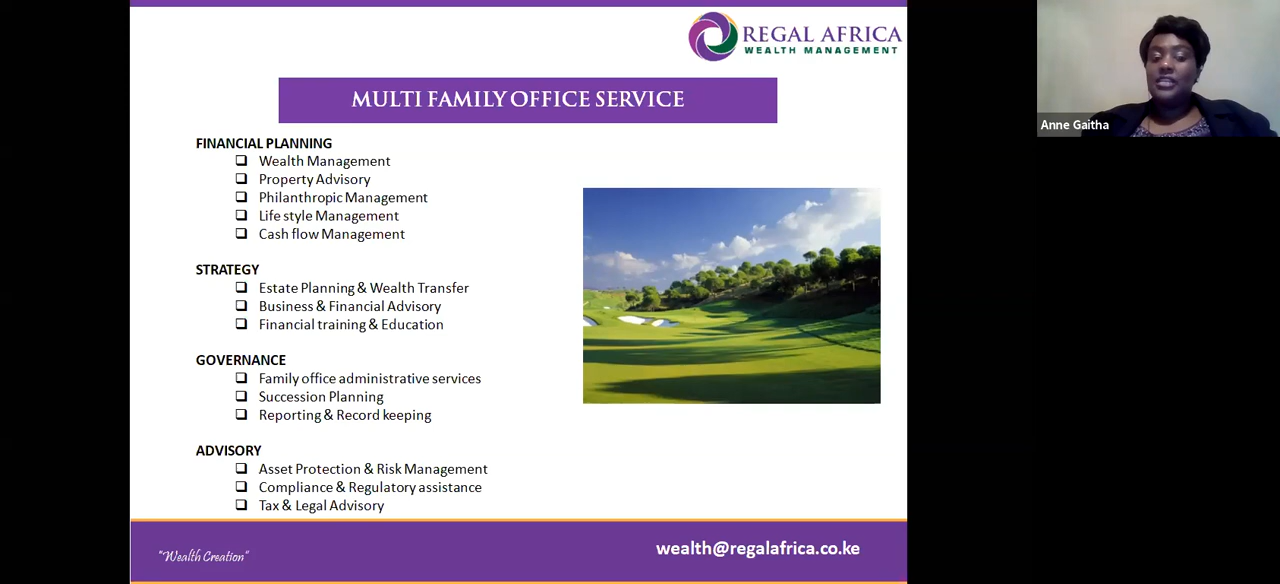 REGAL AFRICA
WEALTH MANAGEMENT
MULTI FAMILY OFFICE SERVICE
FINANCIAL PLANNING
Wealth Management
Property Advisory
Philanthropic Management
Life style Management
Cash flow Management
STRATEGY
Estate Planning & Wealth Transfer
Business & Financial Advisory
Financial training & Education
GOVERNANCE
Family office administrative services
Succession Planning
Reporting & Record keeping
ADVISORY
Asset Protection & Risk Management
Compliance & Regulatory assistance
Tax & Legal Advisory
"Wealth Creation"
wealth@regalafrica.co.ke
Anne Gaitha